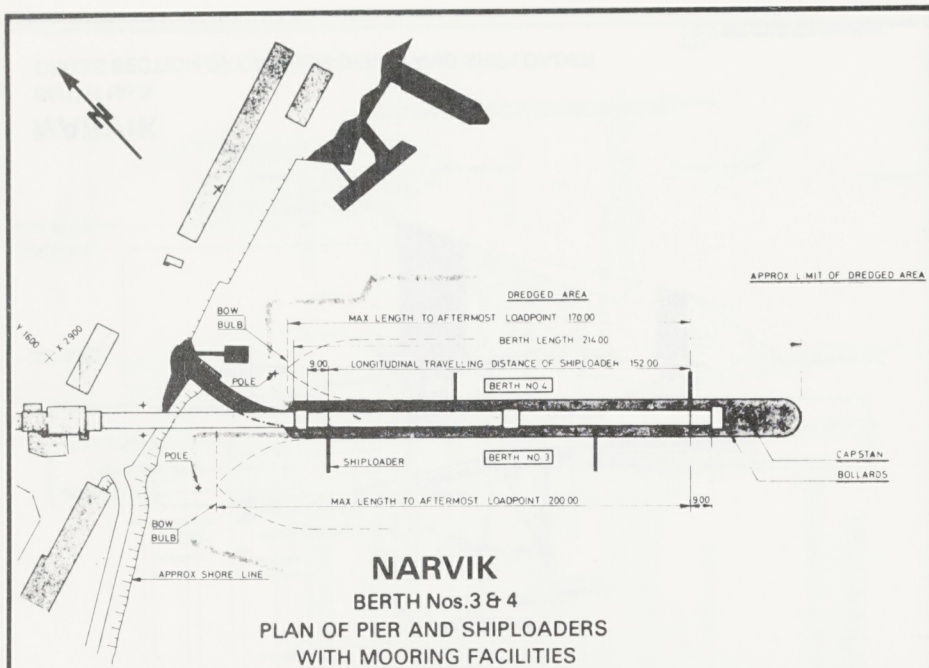 APPROX LIMIT OF DREDGED AREA
DREDGED AREA
MAX LENGTH TO AFTERMOST LOADPOINT 170.00
BOW
BULB
BERTH LENGTH 214.00
Y 1600
X 2900
9.00
LONGITUDINAL TRAVELLING DISTANCE OF SHIPLOADER 152.00
POLE
BERTH NO 4
POLE
SHIPLOADER
BERTH NO 3
CAPSTAN
BOLLARDS
MAX LENGTH TO AFTERMOST LOADPOINT 200.00
9.00
BOW
BULB
APPROX SHORE LINE
NARVIK
BERTH Nos.3 & 4
PLAN OF PIER AND SHIPLOADERS
WITH MOORING FACILITIES